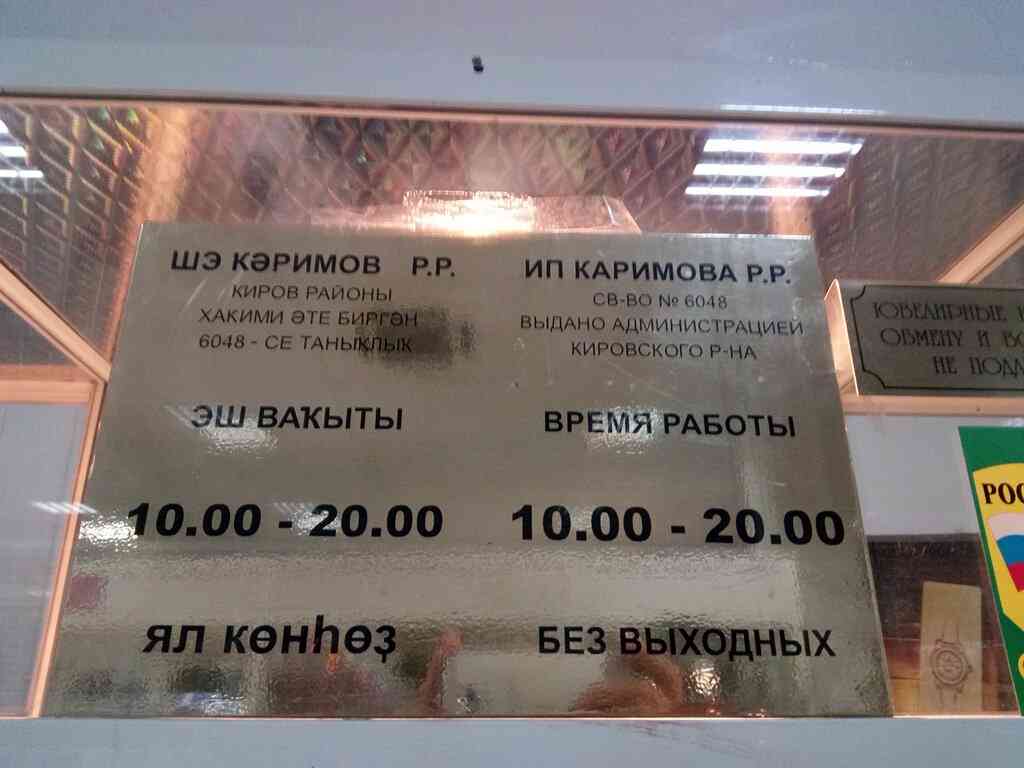 ШЭ КӘРИМОВ Р.Р.
КИРОВ РАЙОНЫ
ХАКИМИ ӘТЕ БИРГӘН
6048 - СЕ ТАНЫКЛЫК
ЭШ ВАҠЫТЫ
10.00 - 20.00
ЯЛ КӨНҺӨҘ
ИП КАРИМОВА Р.Р.
СВ-ВО № 6048
ВЫДАНО АДМИНИСТРАЦИЕЙ
КИРОВСКОГО Р-НА
ВРЕМЯ РАБОТЫ
10.00 - 20.00
БЕЗ ВЫХОДНЫХ
ЮВЕЛИРНЫЕ
ОБМЕНУ И
НЕ